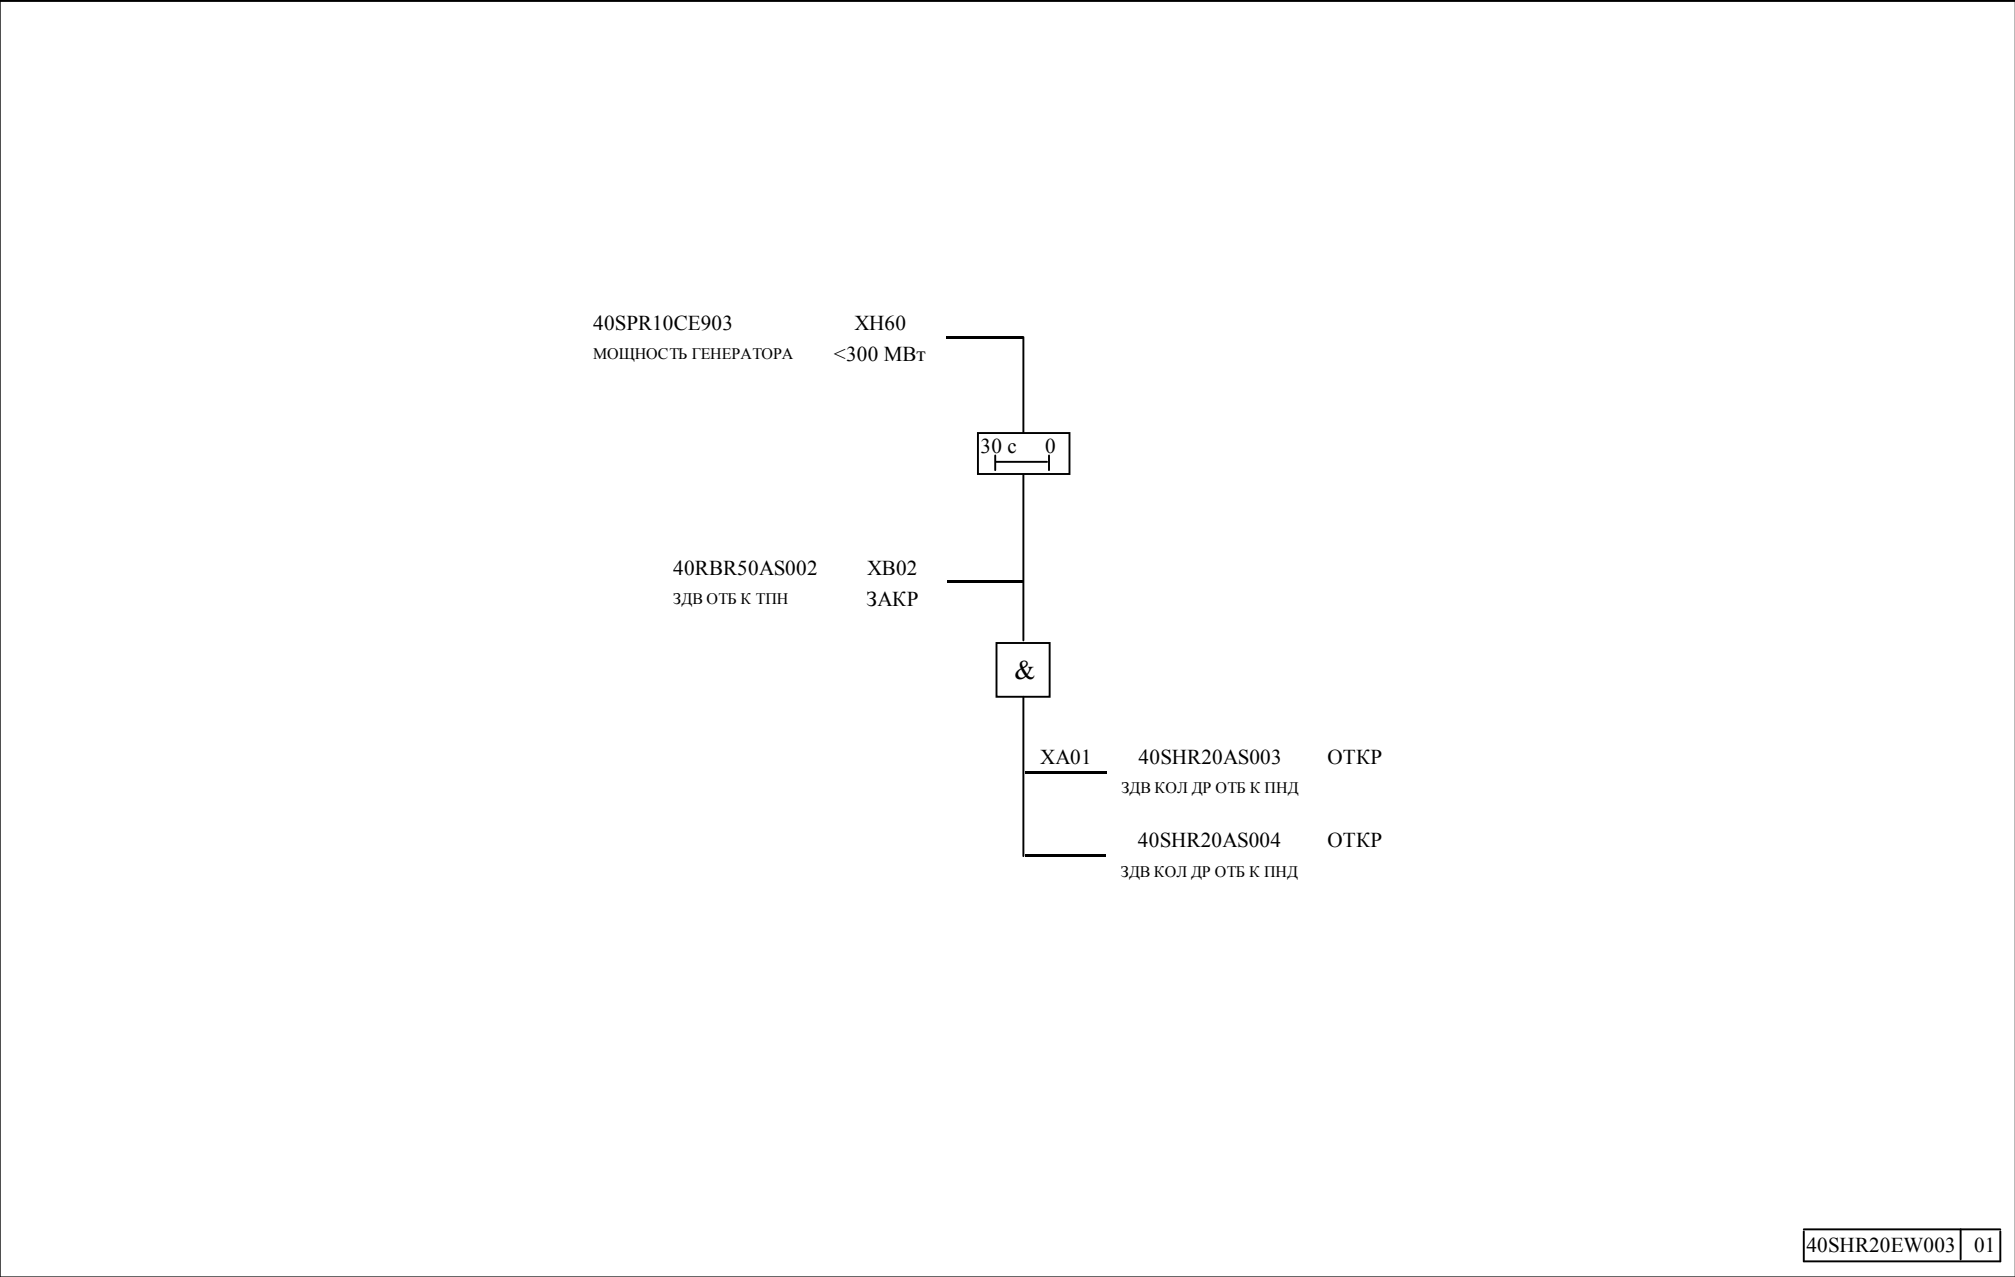 40SPR10CE903 XH60
МОЩНОСТЬ ГЕНЕРАТОРА <300 МВт
30 с 0
40RBR50AS002 XB02
ЗДВ ОТБ К ТПН ЗАКР
&
XA01 40SHR20AS003 ОТКР
ЗДВ КОЛ ДР ОТБ К ПНД
40SHR20AS004 ОТКР
ЗДВ КОЛ ДР ОТБ К ПНД
40SHR20EW003 01